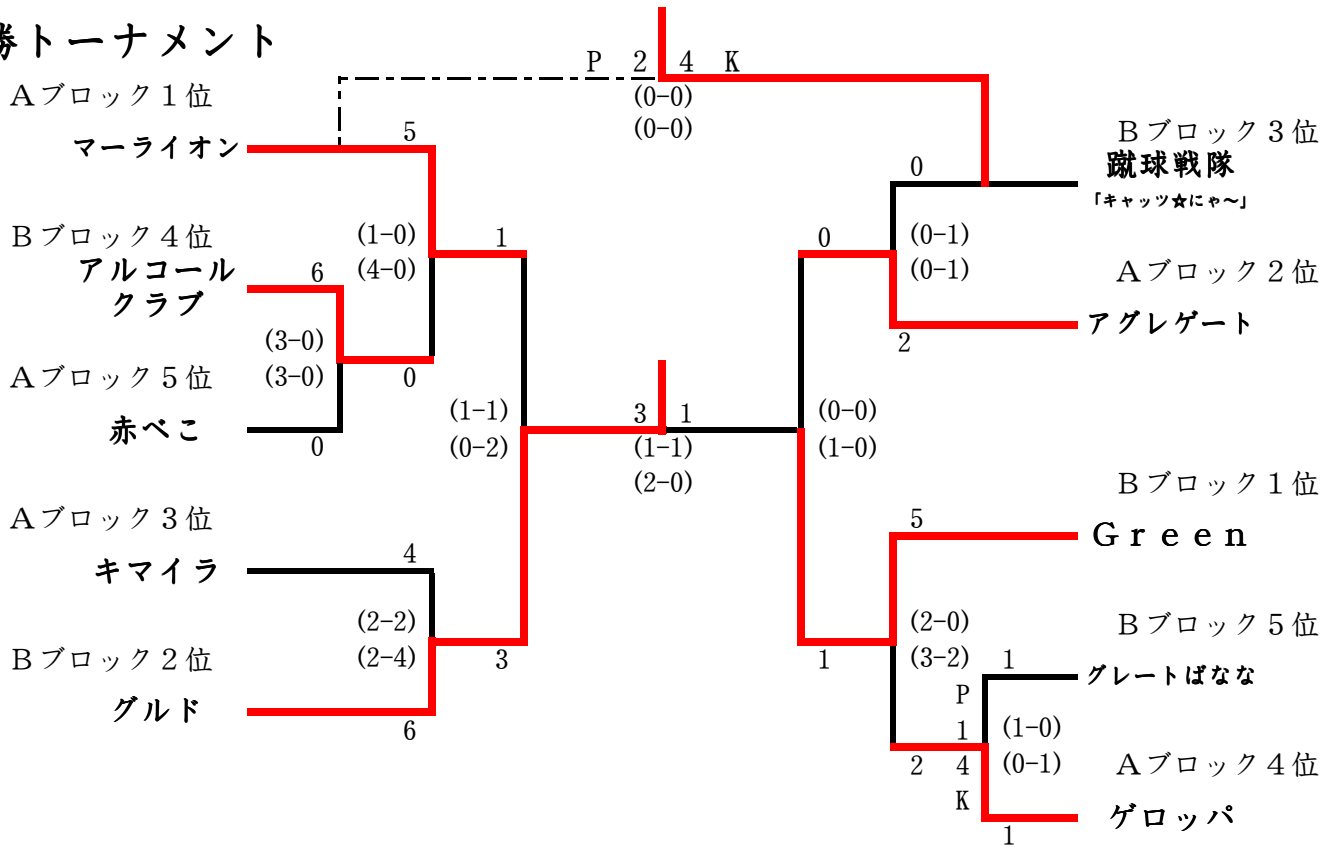 勝トーナメント
P 2 4 K
(0-0)
(0-0)
Aブロック1位
マーライオン
5
Bブロック4位
アルコール
クラブ
6
(1-0)
(4-0)
1
(3-0)
(3-0)
0
Aブロック5位
赤べこ
0
(1-1)
(0-2)
3 1
(1-1)
(2-0)
Aブロック3位
キマイラ
4
(2-2)
(2-4)
3
Bブロック2位
グルド
6
Bブロック3位
蹴球戦隊
「キャッツ☆にゃ～」
0
(0-1)
(0-1)
0
Aブロック2位
アグレゲート
2
(0-0)
(1-0)
Bブロック1位
Green
5
(2-0)
(3-2)
1
Bブロック5位
グレートばなな
1
P
1
4
K
(1-0)
(0-1)
2
Aブロック4位
ゲロッパ
1